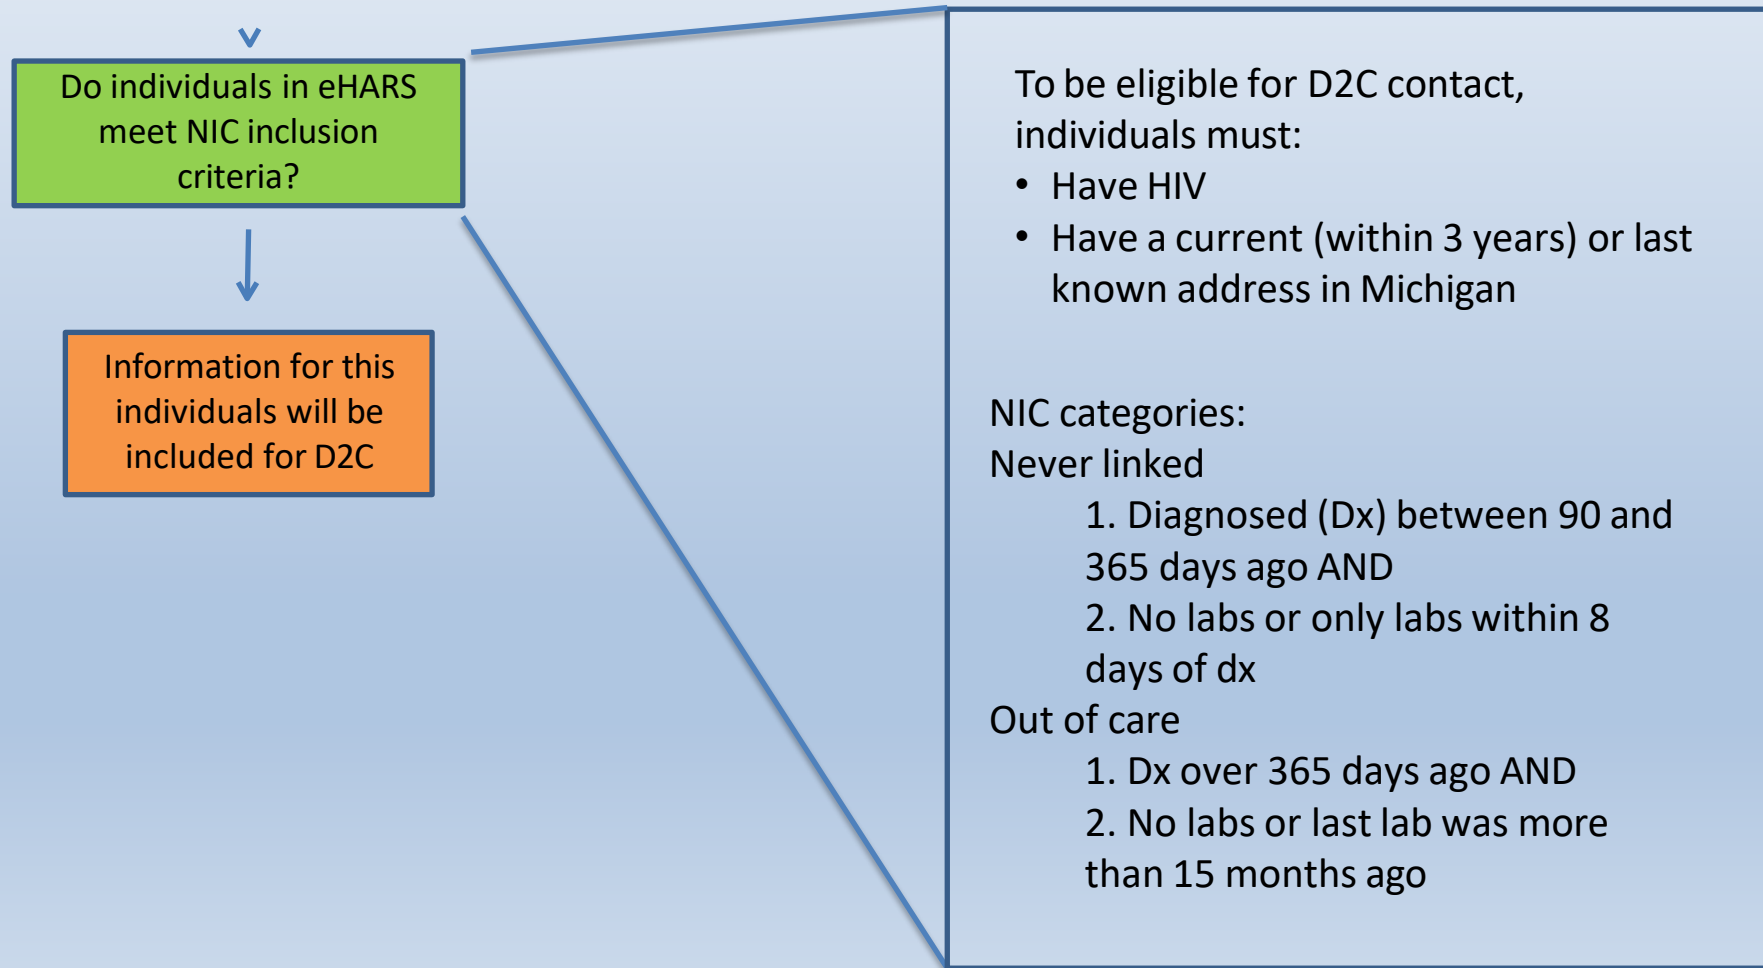 Do individuals in eHARS
meet NIC inclusion
criteria?
Information for this
individuals will be
included for D2C
To be eligible for D2C contact,
individuals must:
• Have HIV
• Have a current (within 3 years) or last
known address in Michigan
NIC categories:
Never linked
1. Diagnosed (Dx) between 90 and
365 days ago AND
2. No labs or only labs within 8
days of dx
Out of care
1. Dx over 365 days ago AND
2. No labs or last lab was more
than 15 months ago